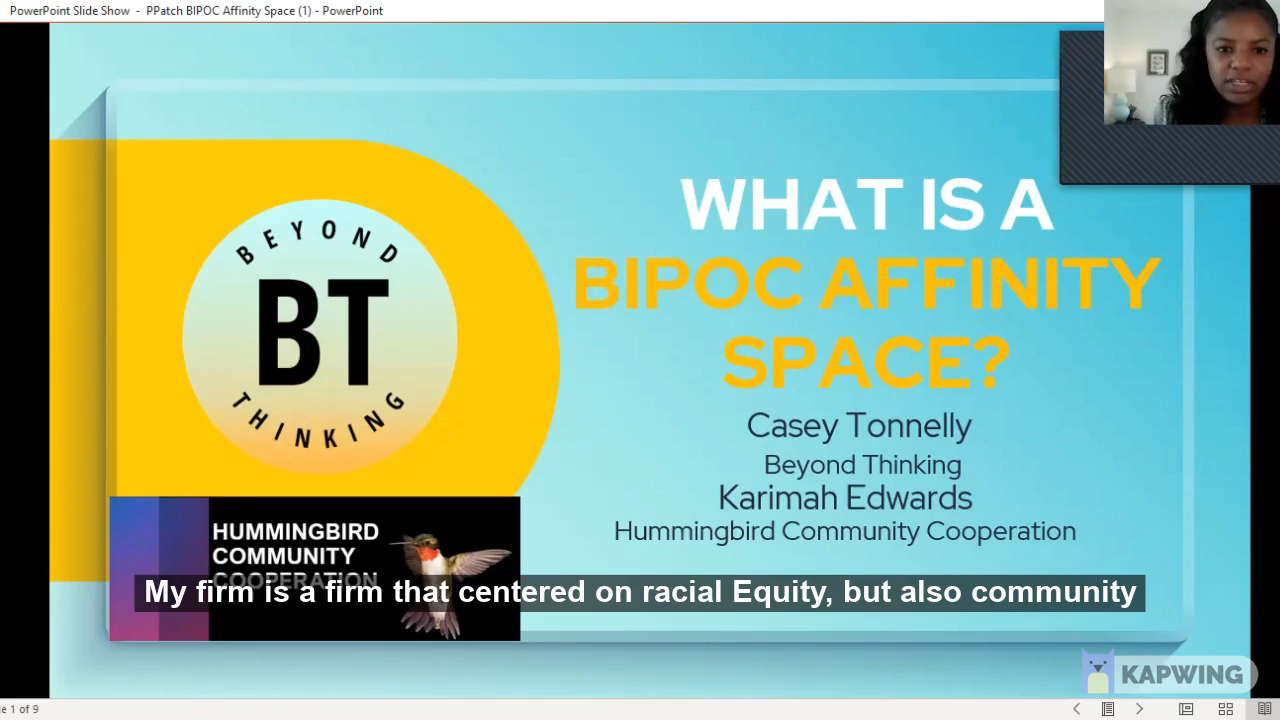 PowerPoint Slide Show - PPatch BIPOC Affinity Space (1) - PowerPoint
WHAT IS A
BIPOC AFFINITY
SPACE?
Casey Tonnelly
Beyond Thinking
Karimah Edwards
Hummingbird Community Cooperation
BEYOND
BT
THINKING
HUMMINGBIRD
COMMUNITY
COOPERATION
My firm is a firm that centered on racial Equity, but also community
KAPWING
le 1 of 9